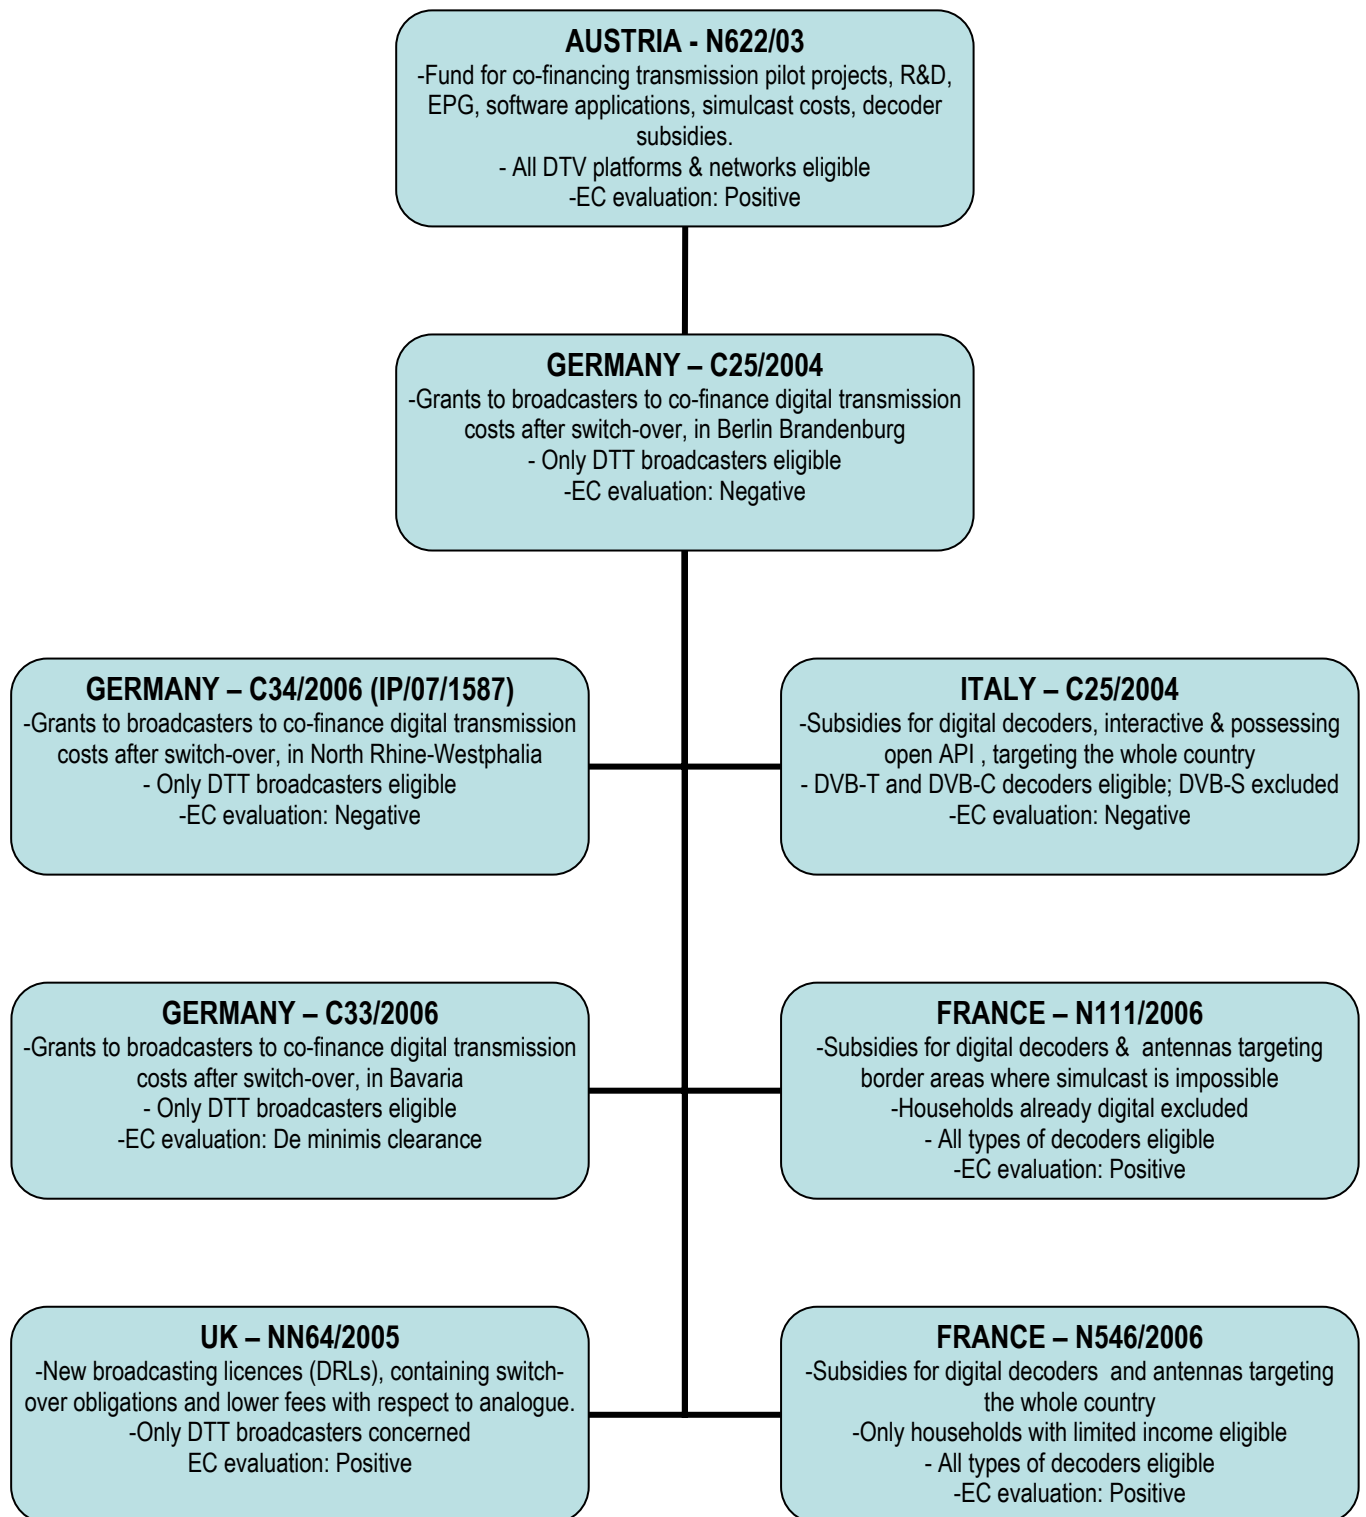 AUSTRIA - N622/03
-Fund for co-financing transmission pilot projects, R&D,
EPG, software applications, simulcast costs, decoder
subsidies.
- All DTV platforms & networks eligible
-EC evaluation: Positive
GERMANY – C25/2004
-Grants to broadcasters to co-finance digital transmission
costs after switch-over, in Berlin Brandenburg
- Only DTT broadcasters eligible
-EC evaluation: Negative
GERMANY – C34/2006 (IP/07/1587)
-Grants to broadcasters to co-finance digital transmission
costs after switch-over, in North Rhine-Westphalia
- Only DTT broadcasters eligible
-EC evaluation: Negative
ITALY – C25/2004
-Subsidies for digital decoders, interactive & possessing
open API , targeting the whole country
- DVB-T and DVB-C decoders eligible; DVB-S excluded
-EC evaluation: Negative
GERMANY – C33/2006
-Grants to broadcasters to co-finance digital transmission
costs after switch-over, in Bavaria
- Only DTT broadcasters eligible
-EC evaluation: De minimis clearance
FRANCE – N111/2006
-Subsidies for digital decoders & antennas targeting
border areas where simulcast is impossible
-Households already digital excluded
- All types of decoders eligible
-EC evaluation: Positive
UK – NN64/2005
-New broadcasting licences (DRLs), containing switch-
over obligations and lower fees with respect to analogue.
-Only DTT broadcasters concerned
EC evaluation: Positive
FRANCE – N546/2006
-Subsidies for digital decoders and antennas targeting
the whole country
-Only households with limited income eligible
- All types of decoders eligible
-EC evaluation: Positive